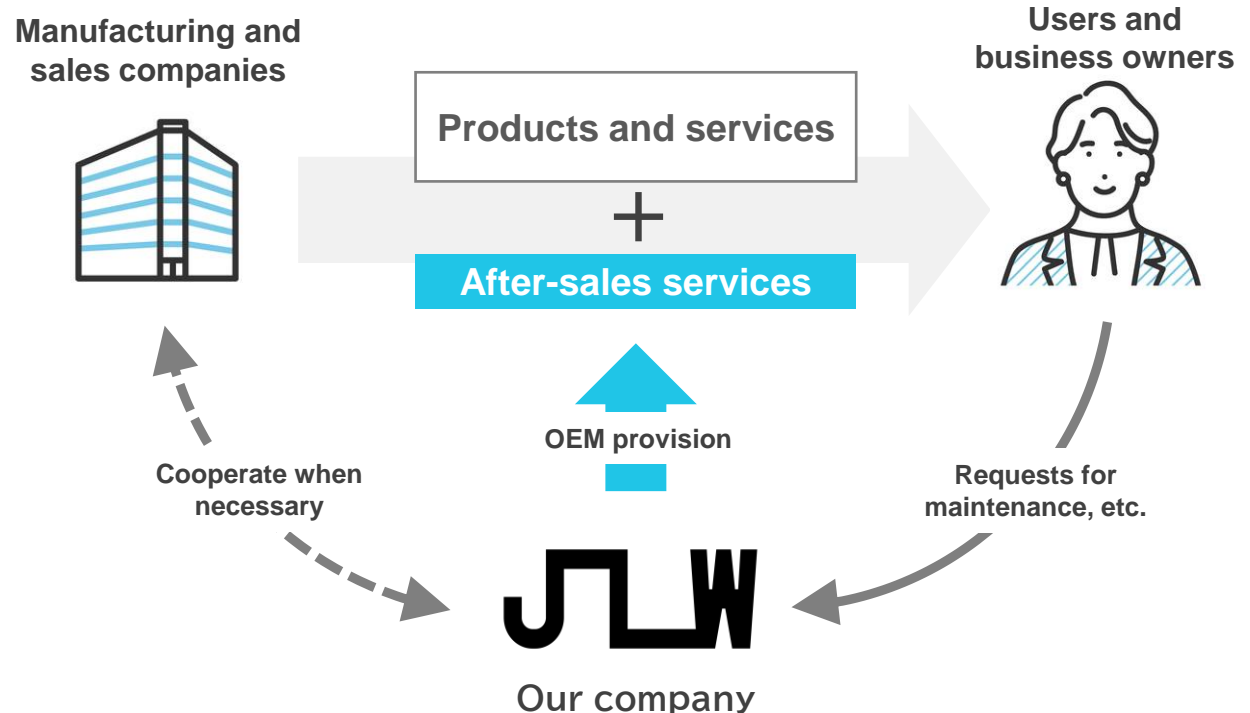 Manufacturing and
sales companies
Users and
business owners
Products and services
+
After-sales services
OEM provision
Cooperate when
necessary
Requests for
maintenance, etc.
JLW
Our company